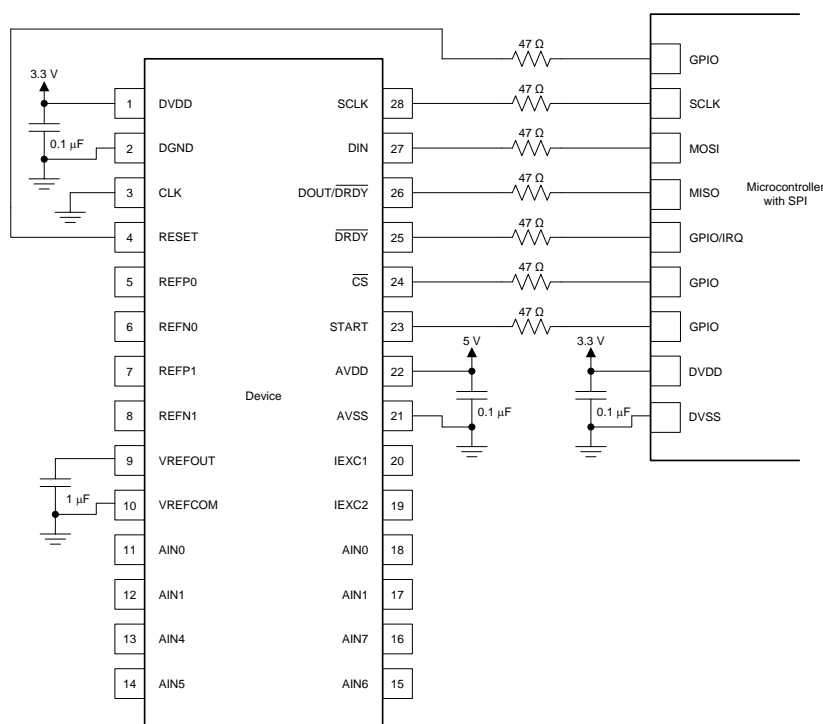 47 Ω
GPIO
3.3 V
1 DVDD SCLK 28
47 Ω
SCLK
0.1 μF
2 DGND DIN 27
47 Ω
MOSI
3 CLK DOUT/DRDY 26
47 Ω
MISO
Microcontroller
with SPI
4 RESET DRDY 25
47 Ω
GPIO/IRQ
5 REFP0 CS 24
47 Ω
GPIO
6 REFN0 START 23
47 Ω
GPIO
5 V
3.3 V
7 REFP1 AVDD 22
DVDD
Device
8 REFN1 AVSS 21
0.1 μF
0.1 μF
DVSS
9 VREFOUT IEXC1 20
1 μF
10 VREFCOM IEXC2 19
11 AIN0 AIN0 18
12 AIN1 AIN1 17
13 AIN4 AIN7 16
14 AIN5 AIN6 15